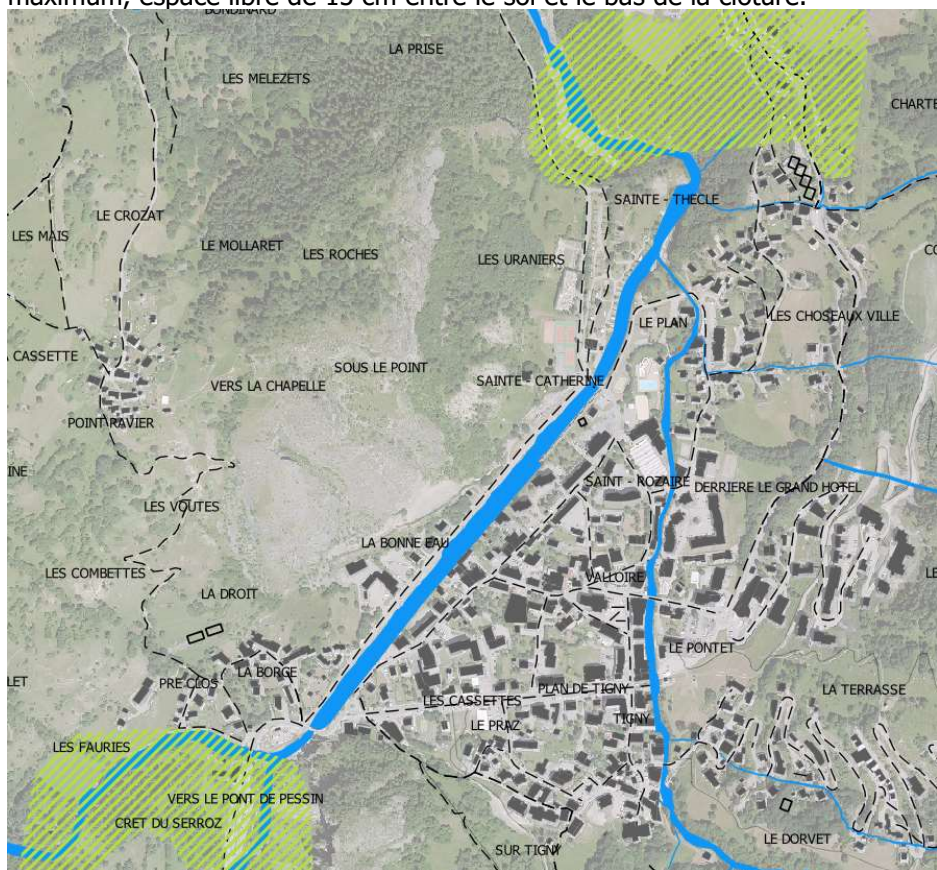 maximum, espace libre de 15 cm entre le sol et le bas de la clôture.
BONDINARD
LA PRISE
LES MELEZETS
CHARTE
LE CROZAT
SAINTE - THECLE
LES MAIS
LE MOLLARET
LES ROCHES
LES URANIERS
CO
LE PLAN
LES CHOSEAUX VILLE
CASSETTE
SOUS LE POINT
VERS LA CHAPELLE
SAINTE - CATHERINE
POINT RAVIER
INE
SAINT - ROZAIRE
DERRIERE LE GRAND HOTEL
LES VOUTES
LA BONNE EAU
LES COMBETTES
VALLOIRE
LE
LA DROIT
LE PONTET
LET
PRE CLOS
LA BORGE
PLAN DE TIGNY
LA TERRASSE
LES CASSETTES
LE PRAZ
TIGNY
LES FAURIES
VERS LE PONT DE PESSIN
CRET DU SERROZ
LE DORVET
SUR TIGNY